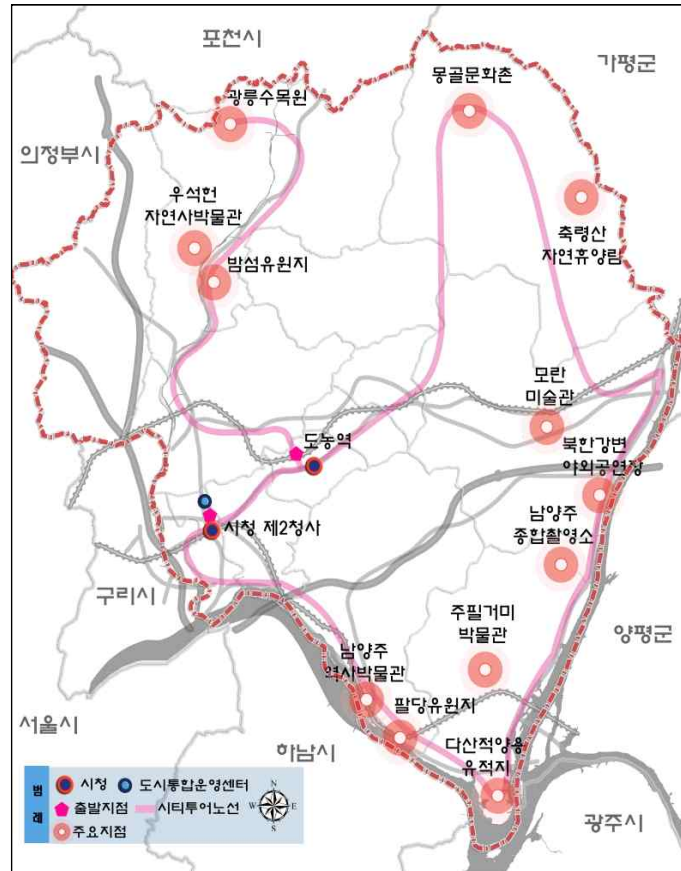 포천시
가평군
몽골문화촌
광릉수목원
의정부시
우석헌
자연사박물관
축령산
자연휴양림
밤섬유원지
모란
미술관
도농역
북한강변
야외공연장
시청 제2청사
남양주
종합촬영소
구리시
주필거미
박물관
양평군
남양주
역사박물관
팔당유원지
서울시
하남시
다산정약용
유적지
광주시
범
례
시청
도시통합운영센터
출발지점
시티투어노선
주요지점
N
W
E
S